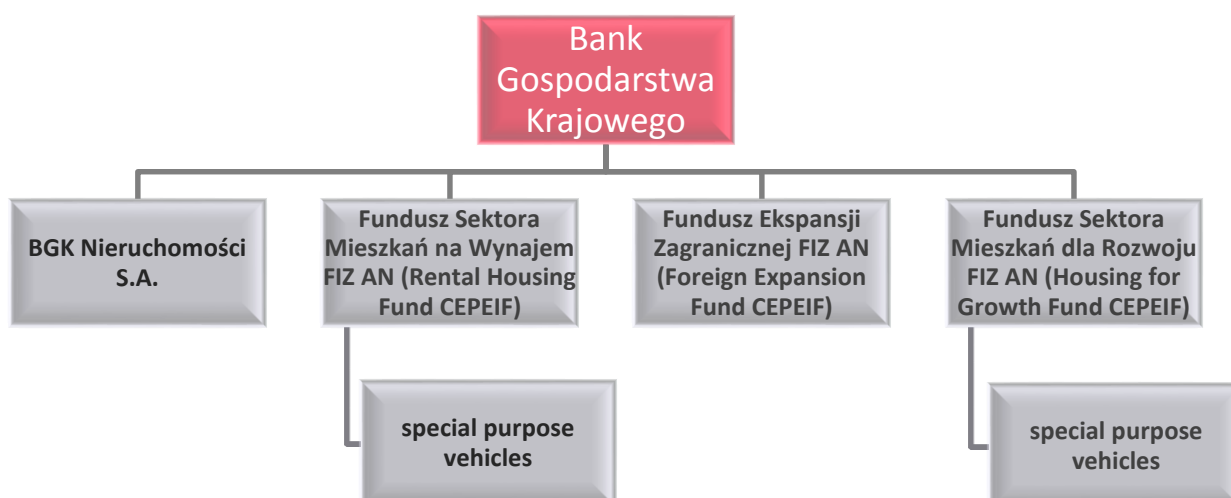 Bank
Gospodarstwa
Krajowego
BGK Nieruchomości
S.A.
Fundusz Sektora
Mieszkań na Wynajem
FIZ AN (Rental Housing
Fund CEPEIF)
Fundusz Ekspansji
Zagranicznej FIZ AN
(Foreign Expansion
Fund CEPEIF)
Fundusz Sektora
Mieszkań dla Rozwoju
FIZ AN (Housing for
Growth Fund CEPEIF)
special purpose
vehicles
special purpose
vehicles